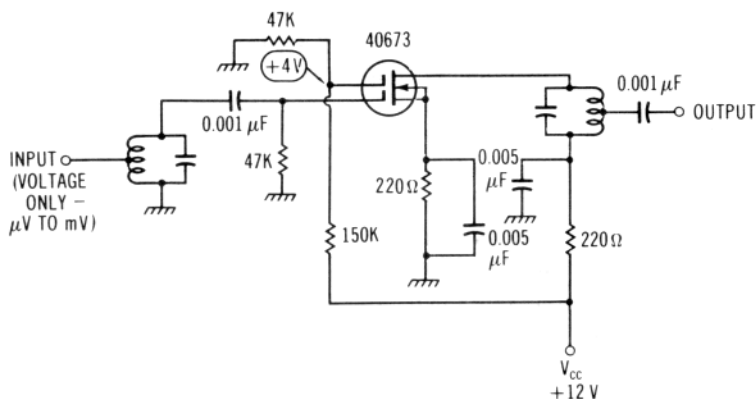 47K
40673
+4V
0.001 μF
0.001 μF
OUTPUT
INPUT
(VOLTAGE
ONLY –
μV TO mV)
47K
220Ω
0.005
μF
0.005
μF
150K
220Ω
Vcc
+12V